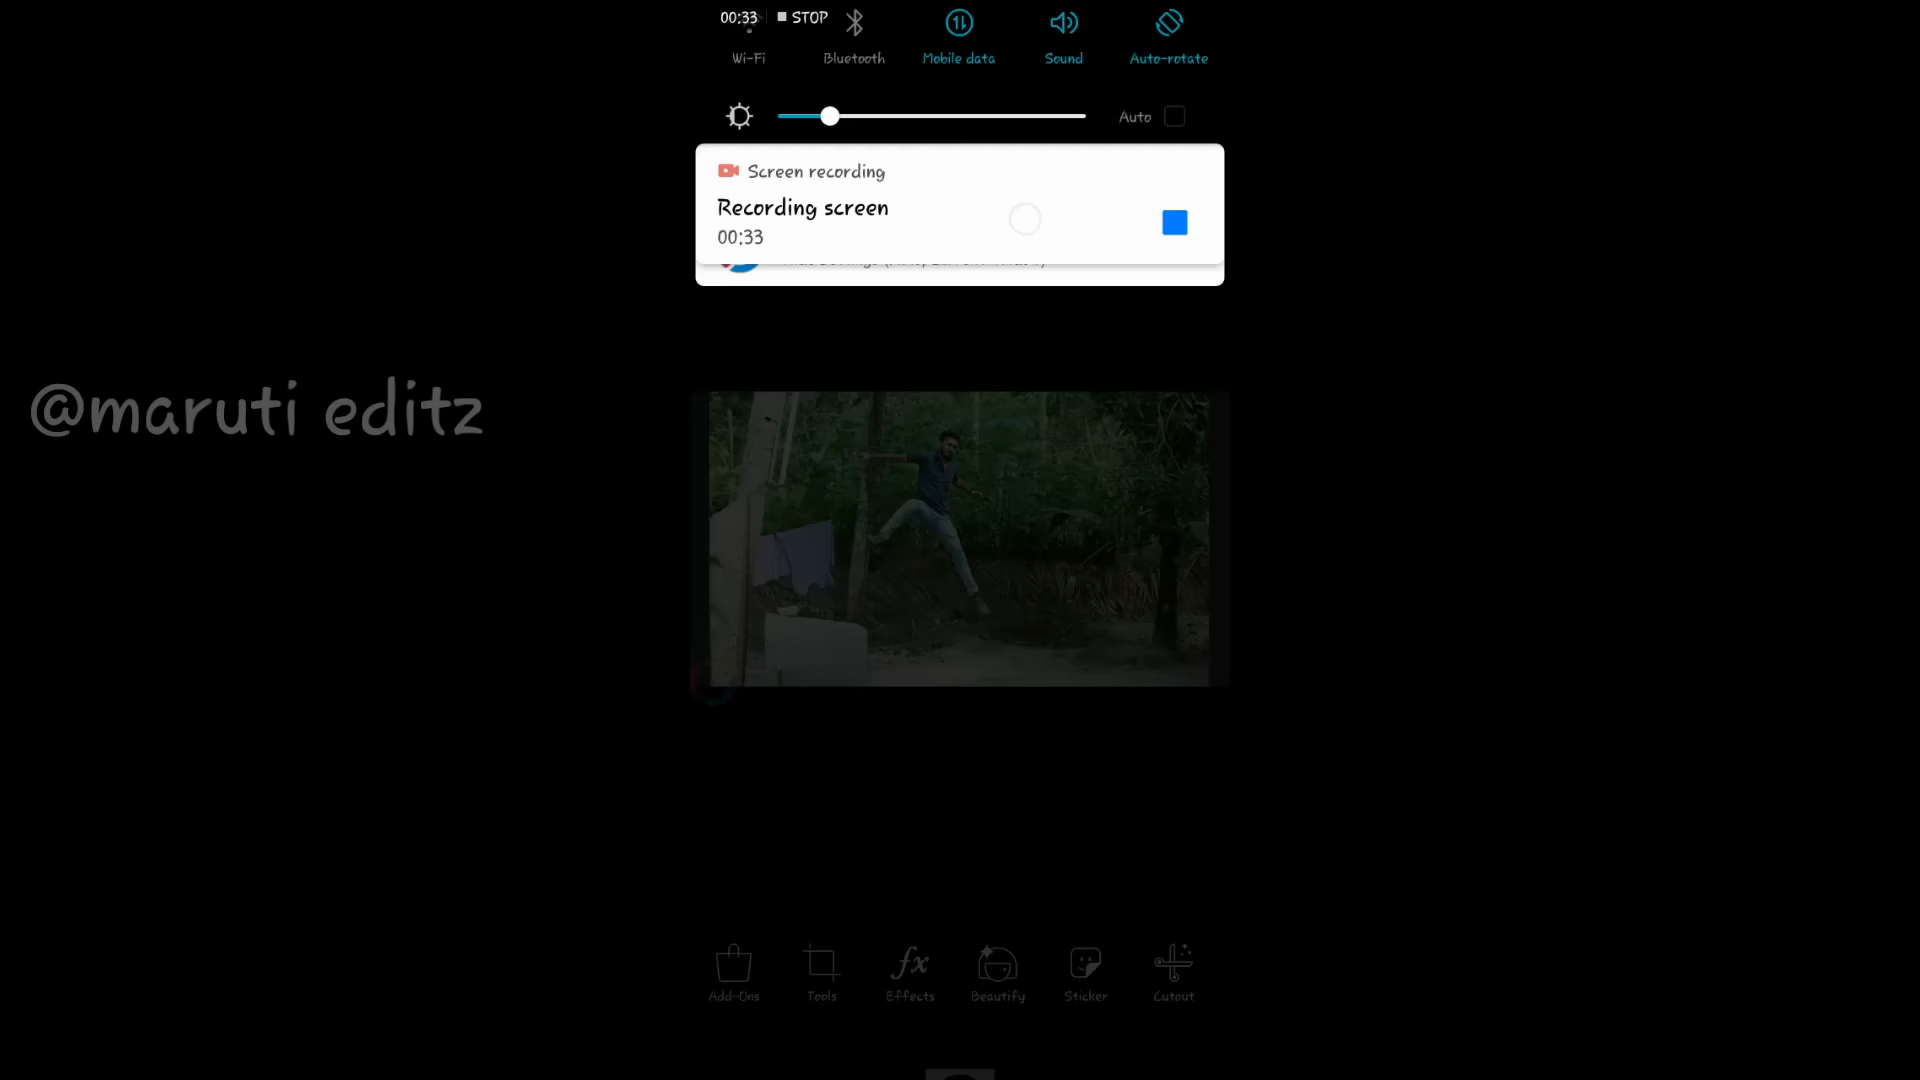 00:33 STOP
Wi-Fi Bluetooth Mobile data Sound Auto-rotate
Auto
Screen recording
Recording screen
00:33
@maruti editz
Add-Ons Tools Effects Beautify Sticker Cutout